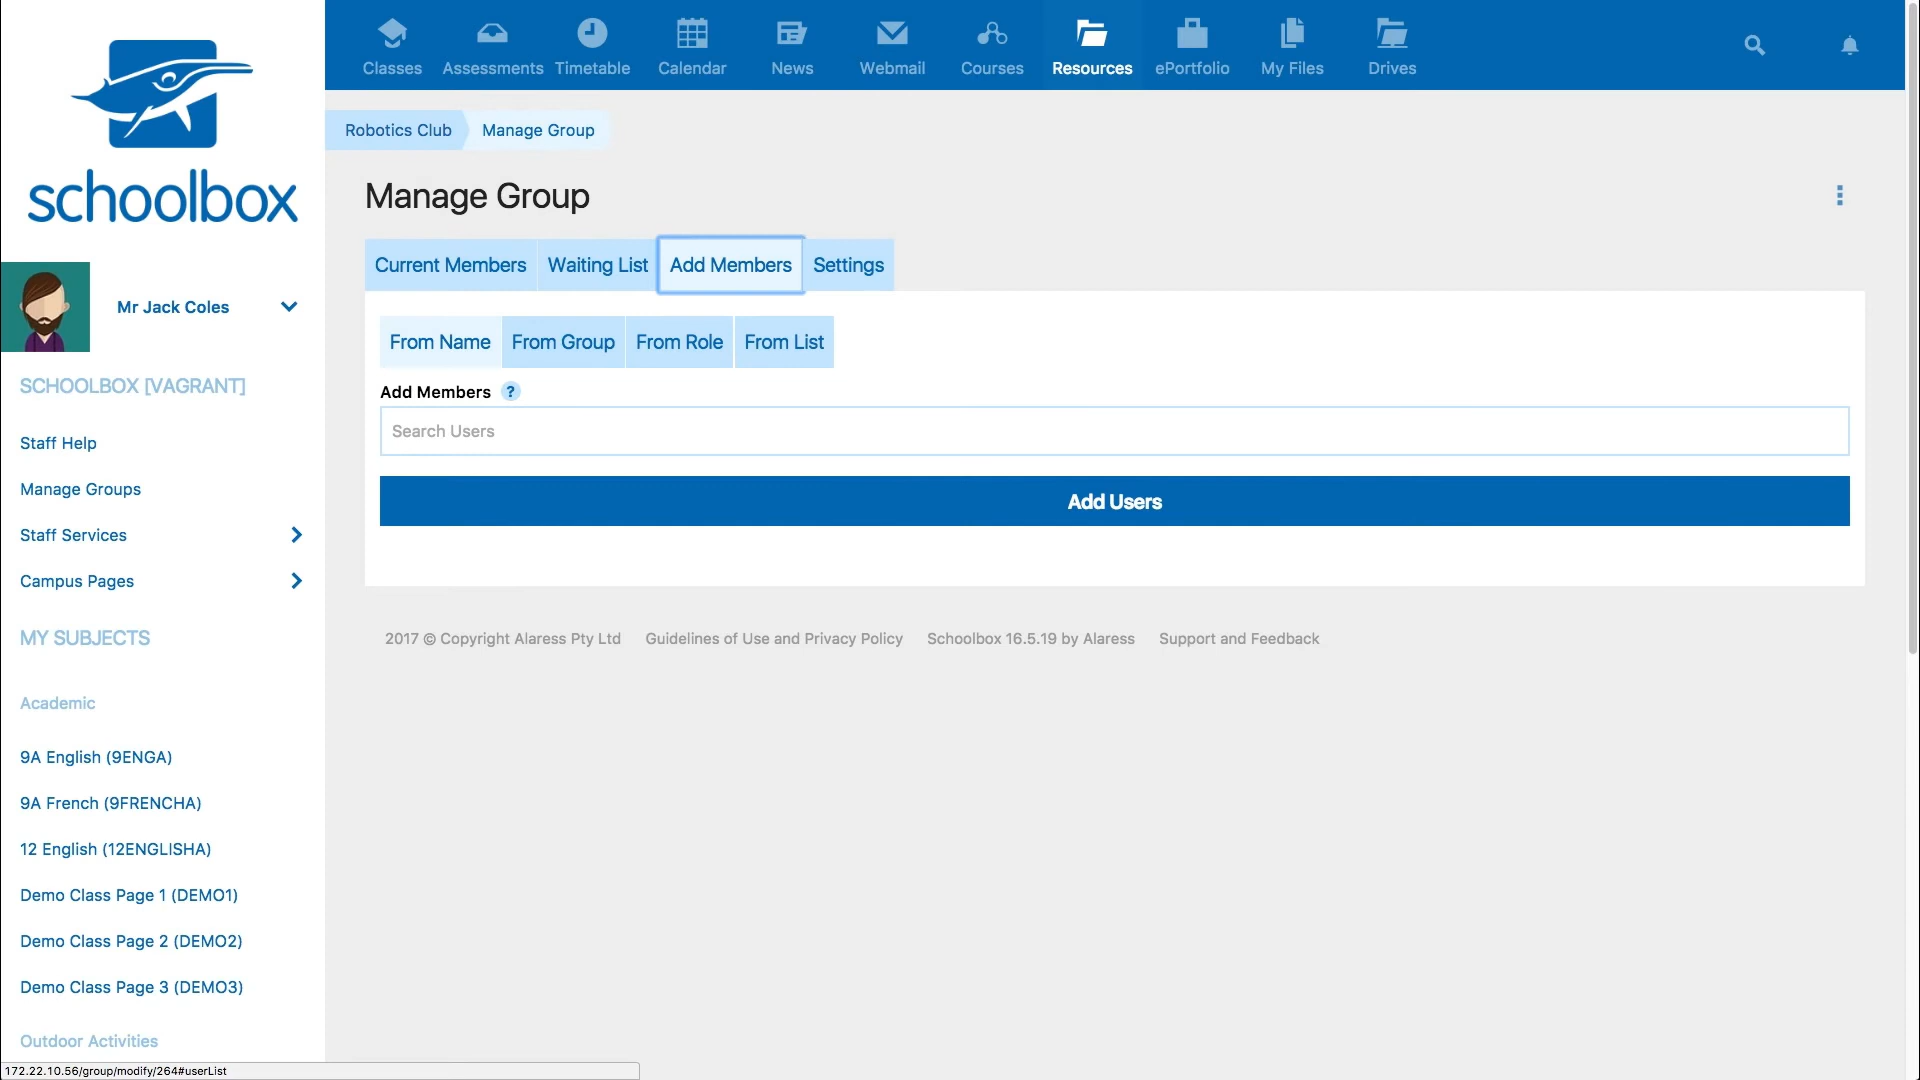 schoolbox
Classes
Assessments
Timetable
Calendar
News
Webmail
Courses
Resources
ePortfolio
My Files
Drives
Robotics Club
Manage Group
Manage Group
Current Members
Waiting List
Add Members
Settings
Mr Jack Coles
From Name
From Group
From Role
From List
Add Members ?
Search Users
Add Users
SCHOOLBOX [VAGRANT]
Staff Help
Manage Groups
Staff Services
Campus Pages
MY SUBJECTS
Academic
9A English (9ENGA)
9A French (9FRENCHA)
12 English (12ENGLISHA)
Demo Class Page 1 (DEMO1)
Demo Class Page 2 (DEMO2)
Demo Class Page 3 (DEMO3)
Outdoor Activities
2017 © Copyright Alaress Pty Ltd
Guidelines of Use and Privacy Policy
Schoolbox 16.5.19 by Alaress
Support and Feedback
172.22.10.56/group/modify/264#userList